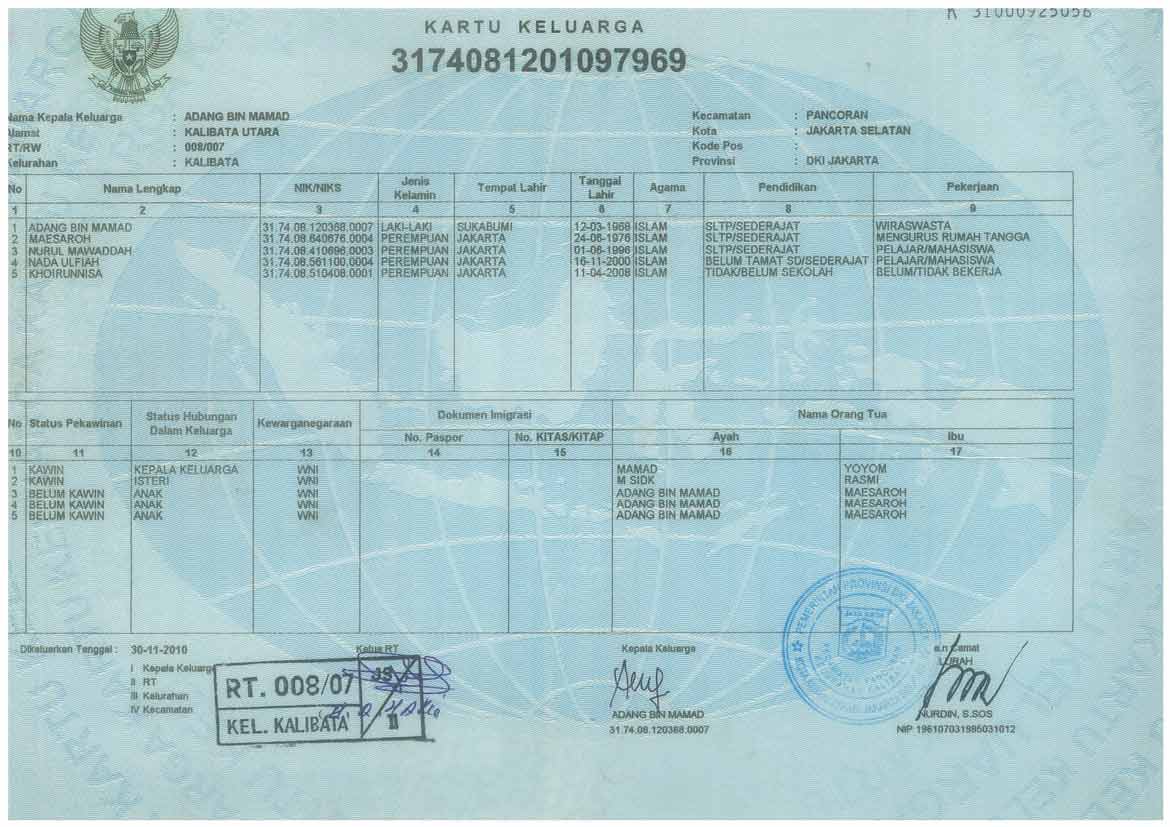 K 31000925056
KARTU KELUARGA
3174081201097969
Nama Kepala Keluarga : ADANG BIN MAMAD
Alamat : KALIBATA UTARA
RT/RW : 008/007
Kelurahan : KALIBATA
Kecamatan : PANCORAN
Kota : JAKARTA SELATAN
Kode Pos :
Provinsi : DKI JAKARTA
No Nama Lengkap NIK/NIKS Jenis Kelamin Tempat Lahir Tanggal Lahir Agama Pendidikan Pekerjaan
1 2 3 4 5 6 7 8 9
1 ADANG BIN MAMAD 31.74.08.120368.0007 LAKI-LAKI SUKABUMI 12-03-1968 ISLAM SLTP/SEDERAJAT WIRASWASTA
2 MAESAROH 31.74.08.640676.0004 PEREMPUAN JAKARTA 24-06-1976 ISLAM SLTP/SEDERAJAT MENGURUS RUMAH TANGGA
3 NURUL MAWADDAH 31.74.08.410696.0003 PEREMPUAN JAKARTA 01-06-1996 ISLAM SLTP/SEDERAJAT PELAJAR/MAHASISWA
4 NADA ULFIAH 31.74.08.561100.0004 PEREMPUAN JAKARTA 16-11-2000 ISLAM BELUM TAMAT SD/SEDERAJAT PELAJAR/MAHASISWA
5 KHOIRUNNISA 31.74.08.510408.0001 PEREMPUAN JAKARTA 11-04-2008 ISLAM TIDAK/BELUM SEKOLAH BELUM/TIDAK BEKERJA
No Status Pekawinan Status Hubungan Dalam Keluarga Kewarganegaraan Dokumen Imigrasi Nama Orang Tua
No. Paspor No. KITAS/KITAP Ayah Ibu
10 11 12 13 14 15 16 17
1 KAWIN KEPALA KELUARGA WNI MAMAD YOYOM
2 KAWIN ISTERI WNI M SIDK RASMI
3 BELUM KAWIN ANAK WNI ADANG BIN MAMAD MAESAROH
4 BELUM KAWIN ANAK WNI ADANG BIN MAMAD MAESAROH
5 BELUM KAWIN ANAK WNI ADANG BIN MAMAD MAESAROH
Dikeluarkan Tanggal : 30-11-2010
I Kepala Keluarga
II RT
III Kelurahan
IV Kecamatan
Ketua RT
RT. 008/07 JS
KEL. KALIBATA II
Kepala Keluarga
ADANG BIN MAMAD
31.74.08.120368.0007
PEMERINTAH PROVINSI DKI JAKARTA
JAYA RAYA
a.n Camat
LURAH
NURDIN, S.SOS
NIP 196107031985031012